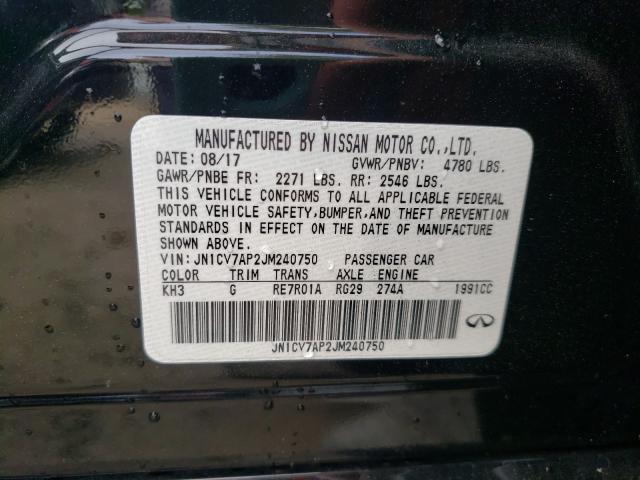 MANUFACTURED BY NISSAN MOTOR CO.,LTD.
DATE: 08/17 GVWR/PNBV: 4780 LBS.
GAWR/PNBE FR: 2271 LBS. RR: 2546 LBS.
THIS VEHICLE CONFORMS TO ALL APPLICABLE FEDERAL
MOTOR VEHICLE SAFETY,BUMPER,AND THEFT PREVENTION
STANDARDS IN EFFECT ON THE DATE OF MANUFACTURE
SHOWN ABOVE.
VIN: JN1CV7AP2JM240750 PASSENGER CAR
COLOR TRIM TRANS AXLE ENGINE
KH3 G RE7R01A RG29 274A 1991CC
JN1CV7AP2JM240750